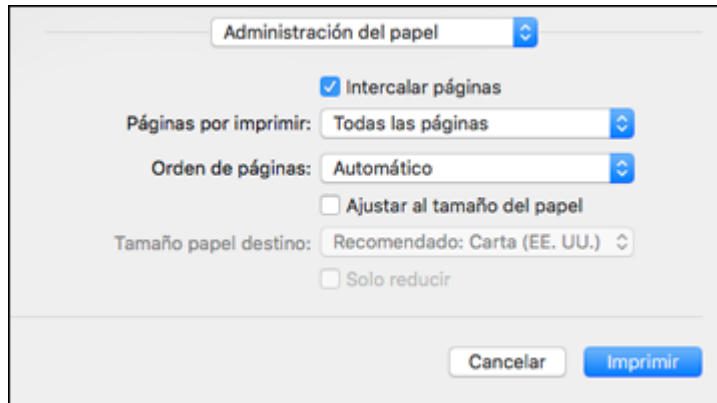 Administración del papel
Intercalar páginas
Páginas por imprimir: Todas las páginas
Orden de páginas: Automático
Ajustar al tamaño del papel
Tamaño papel destino: Recomendado: Carta (EE. UU.)
Solo reducir
Cancelar Imprimir